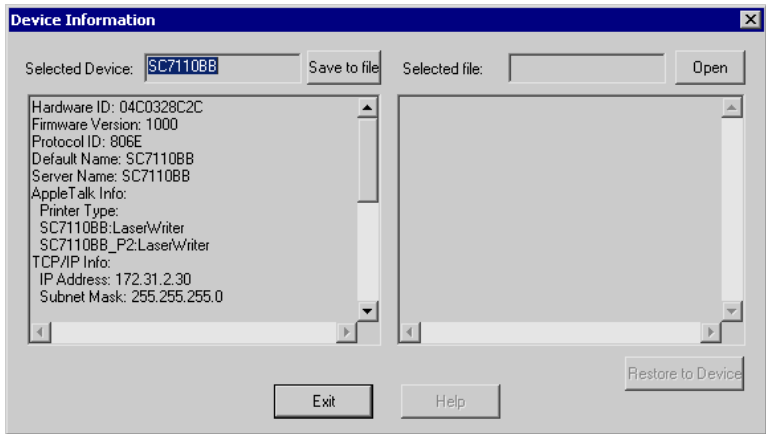 Device Information
Selected Device: SC7110BB Save to file Selected file: Open
Hardware ID: 04C0328C2C
Firmware Version: 1000
Protocol ID: 806E
Default Name: SC7110BB
Server Name: SC7110BB
AppleTalk Info:
Printer Type:
SC7110BB:LaserWriter
SC7110BB_P2:LaserWriter
TCP/IP Info:
IP Address: 172.31.2.30
Subnet Mask: 255.255.255.0
Restore to Device
Exit Help